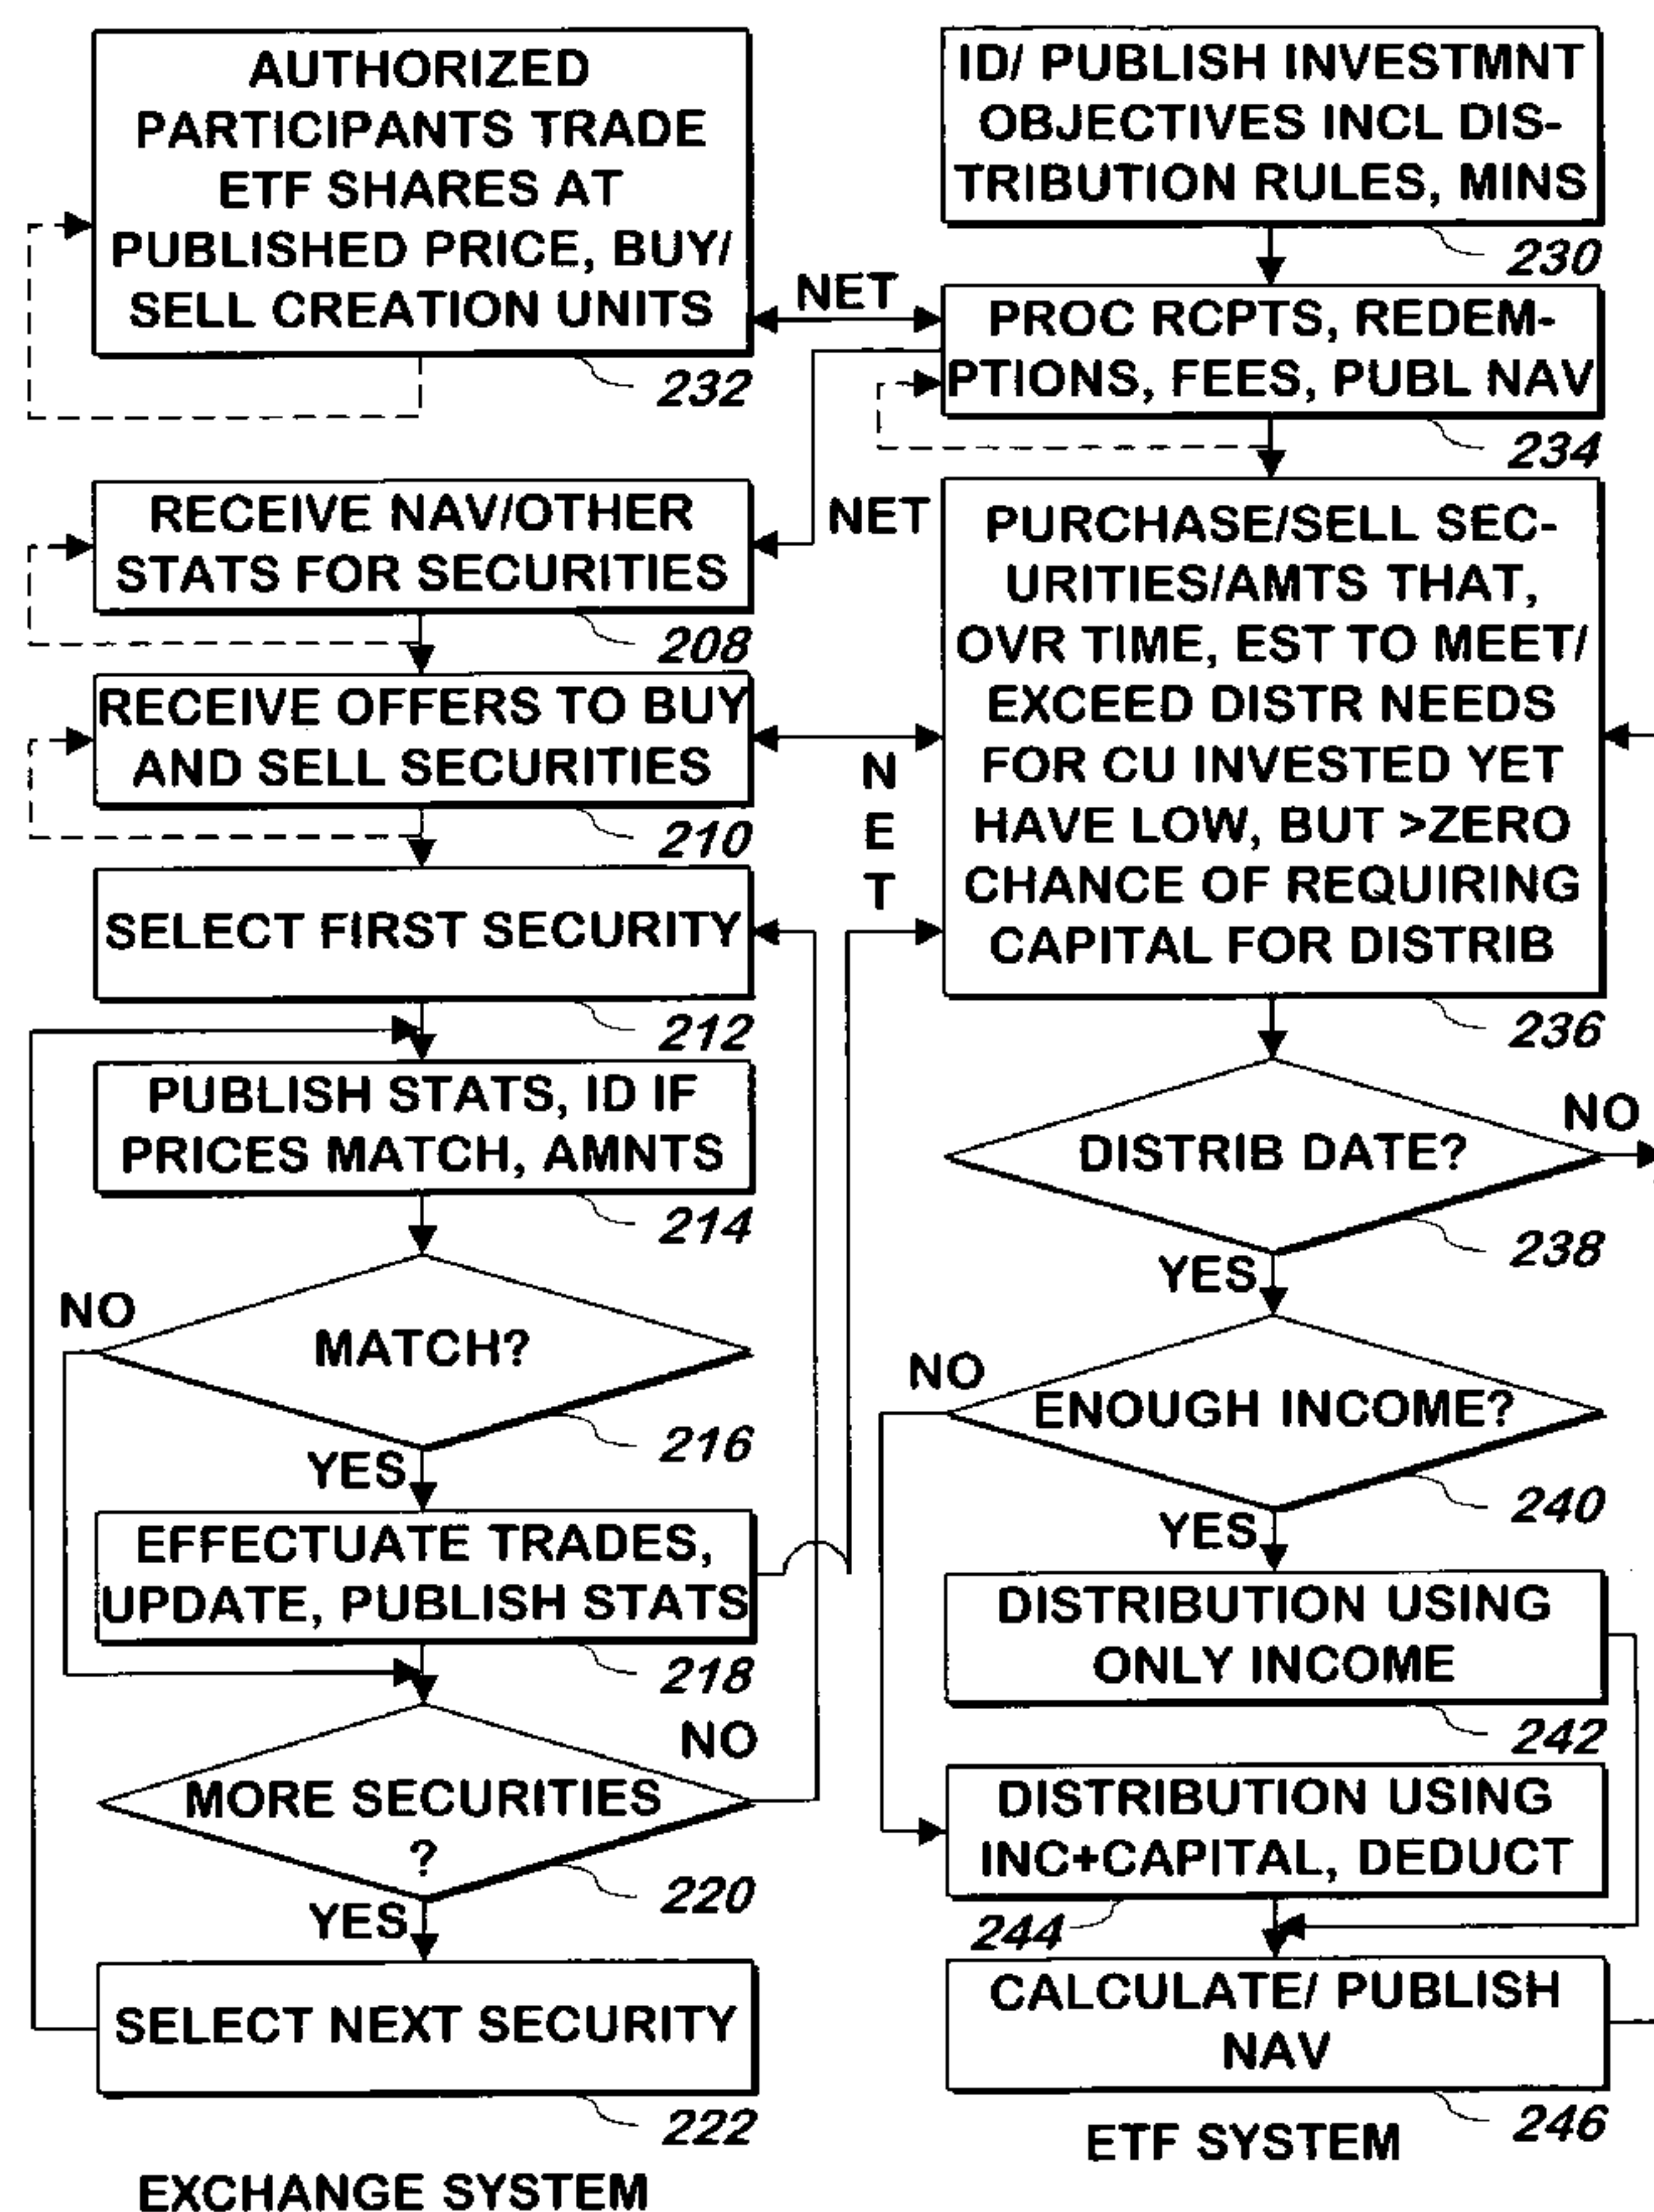 AUTHORIZED
PARTICIPANTS TRADE
ETF SHARES AT
PUBLISHED PRICE, BUY/
SELL CREATION UNITS
232
NET
RECEIVE NAV/OTHER
STATS FOR SECURITIES
208
NET
RECEIVE OFFERS TO BUY
AND SELL SECURITIES
210
N
E
T
SELECT FIRST SECURITY
212
PUBLISH STATS, ID IF
PRICES MATCH, AMNTS
214
NO
MATCH?
216
YES
EFFECTUATE TRADES,
UPDATE, PUBLISH STATS
218
NO
MORE SECURITIES
?
220
YES
SELECT NEXT SECURITY
222
EXCHANGE SYSTEM
ID/ PUBLISH INVESTMNT
OBJECTIVES INCL DIS-
TRIBUTION RULES, MINS
230
PROC RCPTS, REDEM-
PTIONS, FEES, PUBL NAV
234
PURCHASE/SELL SEC-
URITIES/AMTS THAT,
OVR TIME, EST TO MEET/
EXCEED DISTR NEEDS
FOR CU INVESTED YET
HAVE LOW, BUT >ZERO
CHANCE OF REQUIRING
CAPITAL FOR DISTRIB
236
NO
DISTRIB DATE?
238
YES
NO
ENOUGH INCOME?
240
YES
DISTRIBUTION USING
ONLY INCOME
242
DISTRIBUTION USING
INC+CAPITAL, DEDUCT
244
CALCULATE/ PUBLISH
NAV
246
ETF SYSTEM